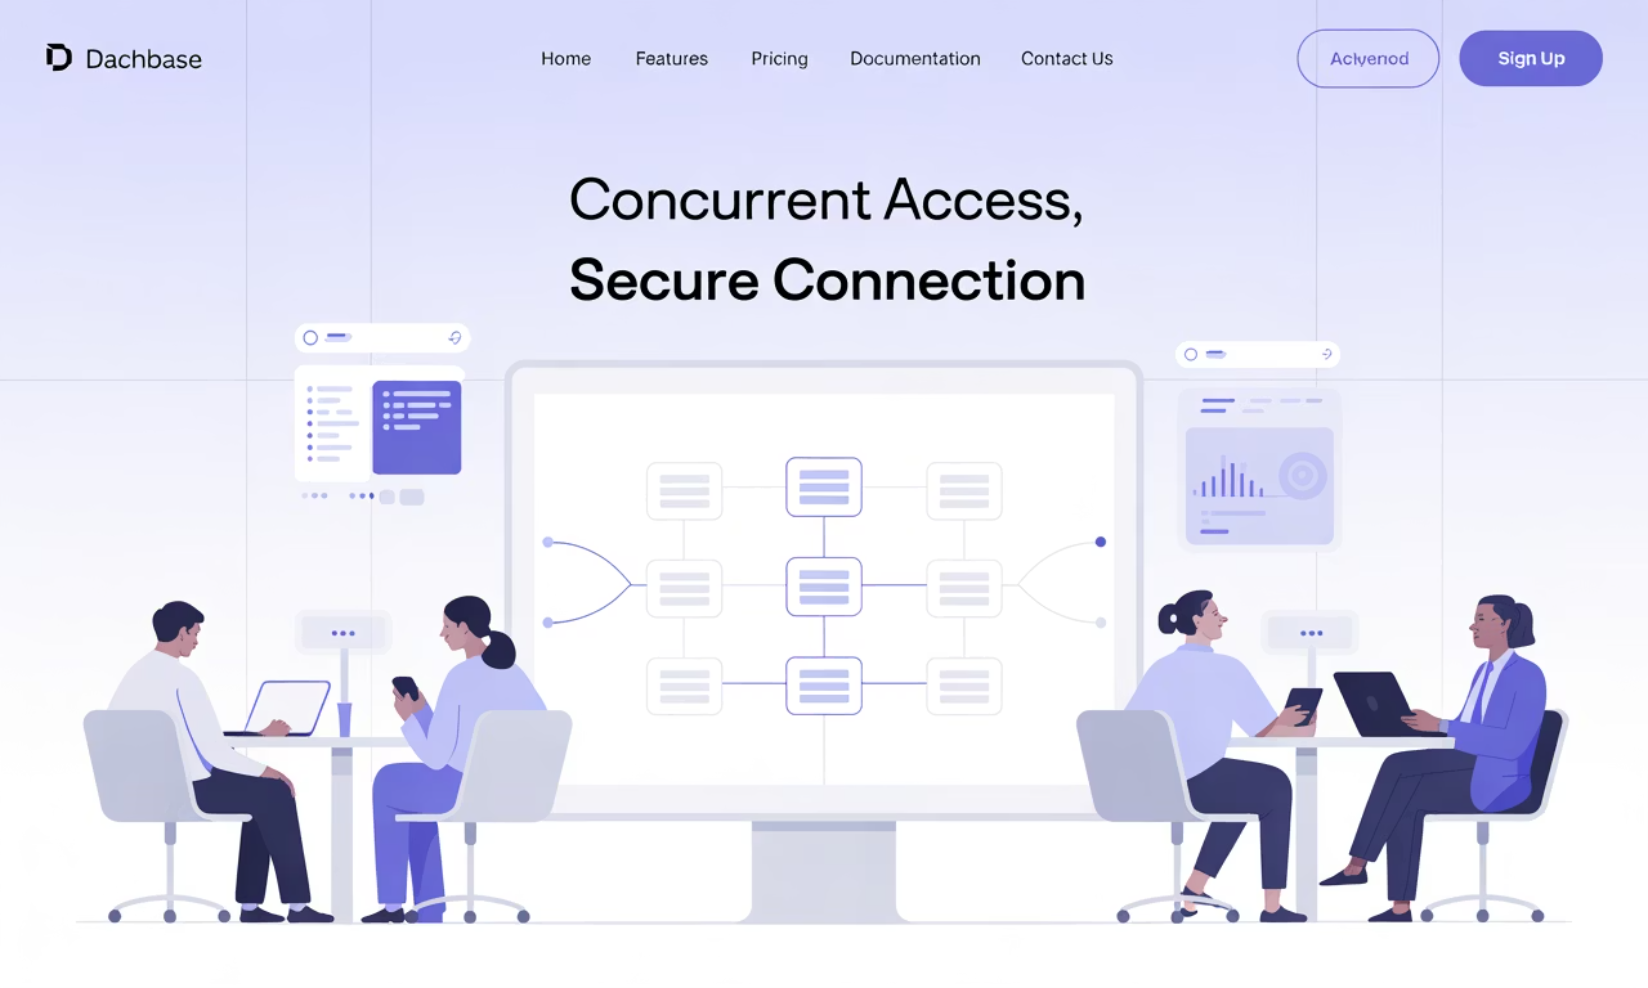 Dachbase
Home
Features
Pricing
Documentation
Contact Us
Aclyenod
Sign Up
Concurrent Access,
Secure Connection